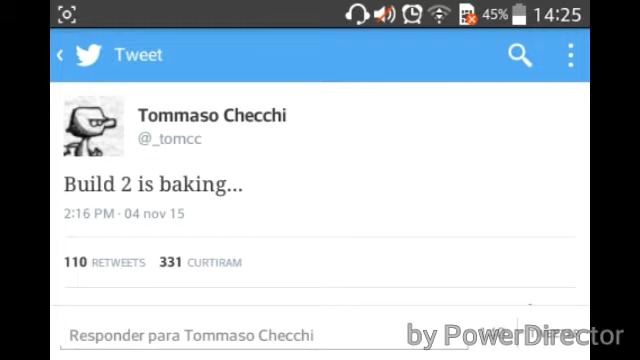 45% 14:25
Tweet
Tommaso Checchi
@_tomcc
Build 2 is baking...
2:16 PM · 04 nov 15
110 RETWEETS 331 CURTIRAM
Responder para Tommaso Checchi
by PowerDirector